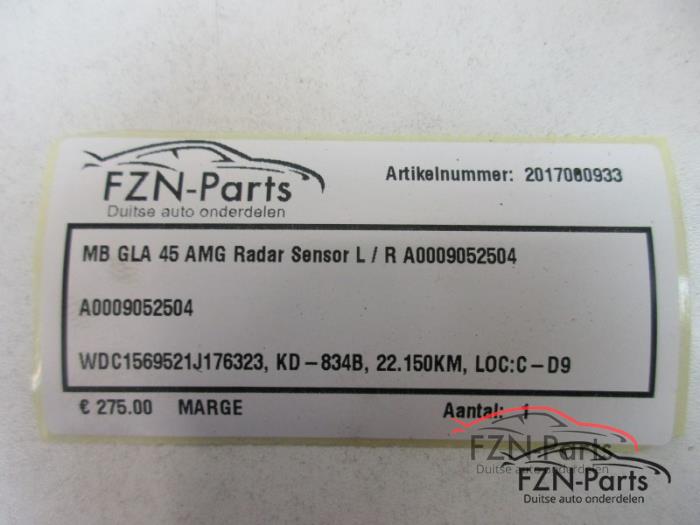 FZN-Parts
Duitse auto onderdelen
Artikelnummer: 2017060933
MB GLA 45 AMG Radar Sensor L / R A0009052504
A0009052504
WDC1569521J176323, KD-834B, 22.150KM, LOC:C-D9
€ 275.00 MARGE
Aantal: 1
FZN-Parts
Duitse auto onderdelen
FZN-Parts
Duitse auto onderdelen